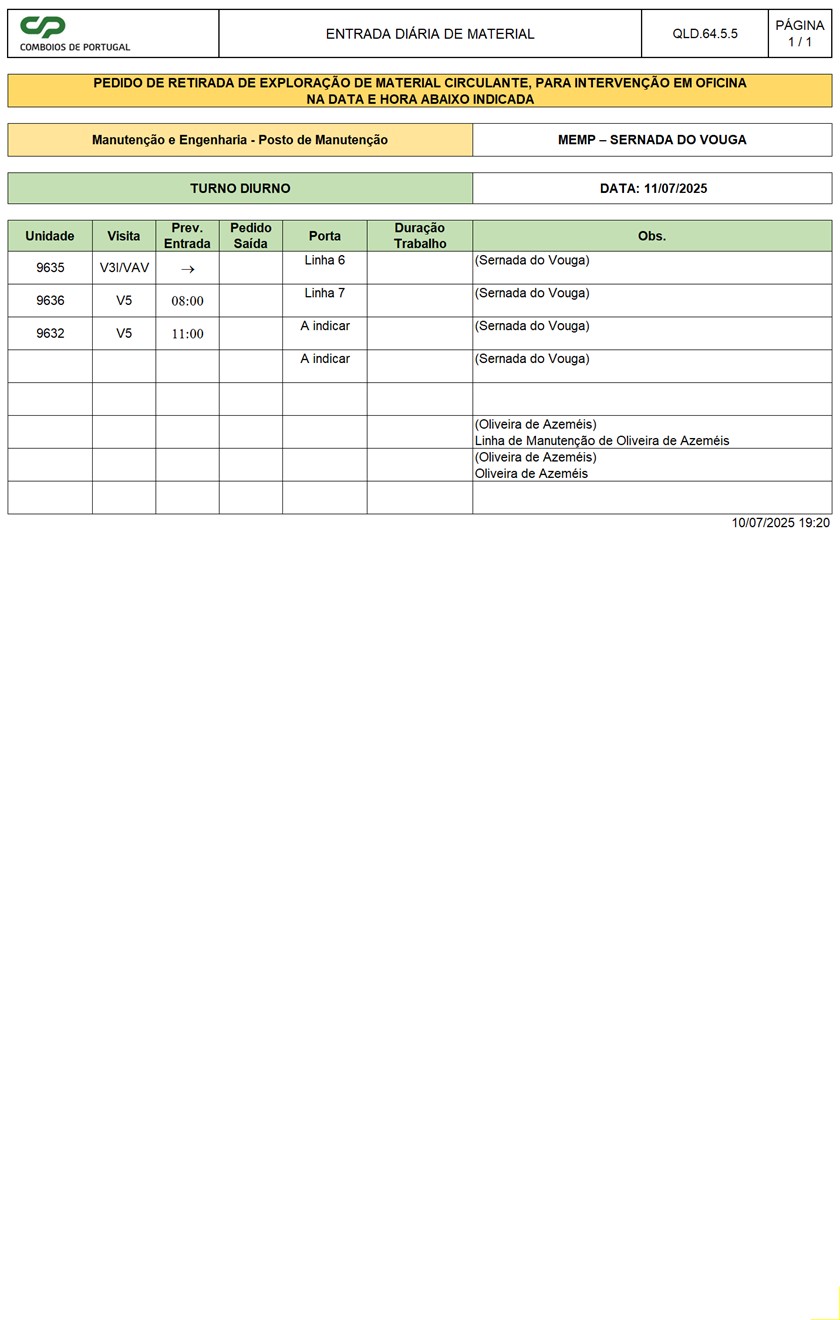 CP
COMBOIOS DE PORTUGAL
ENTRADA DIÁRIA DE MATERIAL
QLD.64.5.5
PÁGINA
1 / 1
PEDIDO DE RETIRADA DE EXPLORAÇÃO DE MATERIAL CIRCULANTE, PARA INTERVENÇÃO EM OFICINA
NA DATA E HORA ABAIXO INDICADA
Manutenção e Engenharia - Posto de Manutenção
MEMP – SERNADA DO VOUGA
TURNO DIURNO
DATA: 11/07/2025
Unidade Visita Prev. Entrada Pedido Saída Porta Duração Trabalho Obs.
9635 V3I/VAV → Linha 6 (Sernada do Vouga)
9636 V5 08:00 Linha 7 (Sernada do Vouga)
9632 V5 11:00 A indicar (Sernada do Vouga)
A indicar (Sernada do Vouga)
(Oliveira de Azeméis)
Linha de Manutenção de Oliveira de Azeméis
(Oliveira de Azeméis)
Oliveira de Azeméis
10/07/2025 19:20